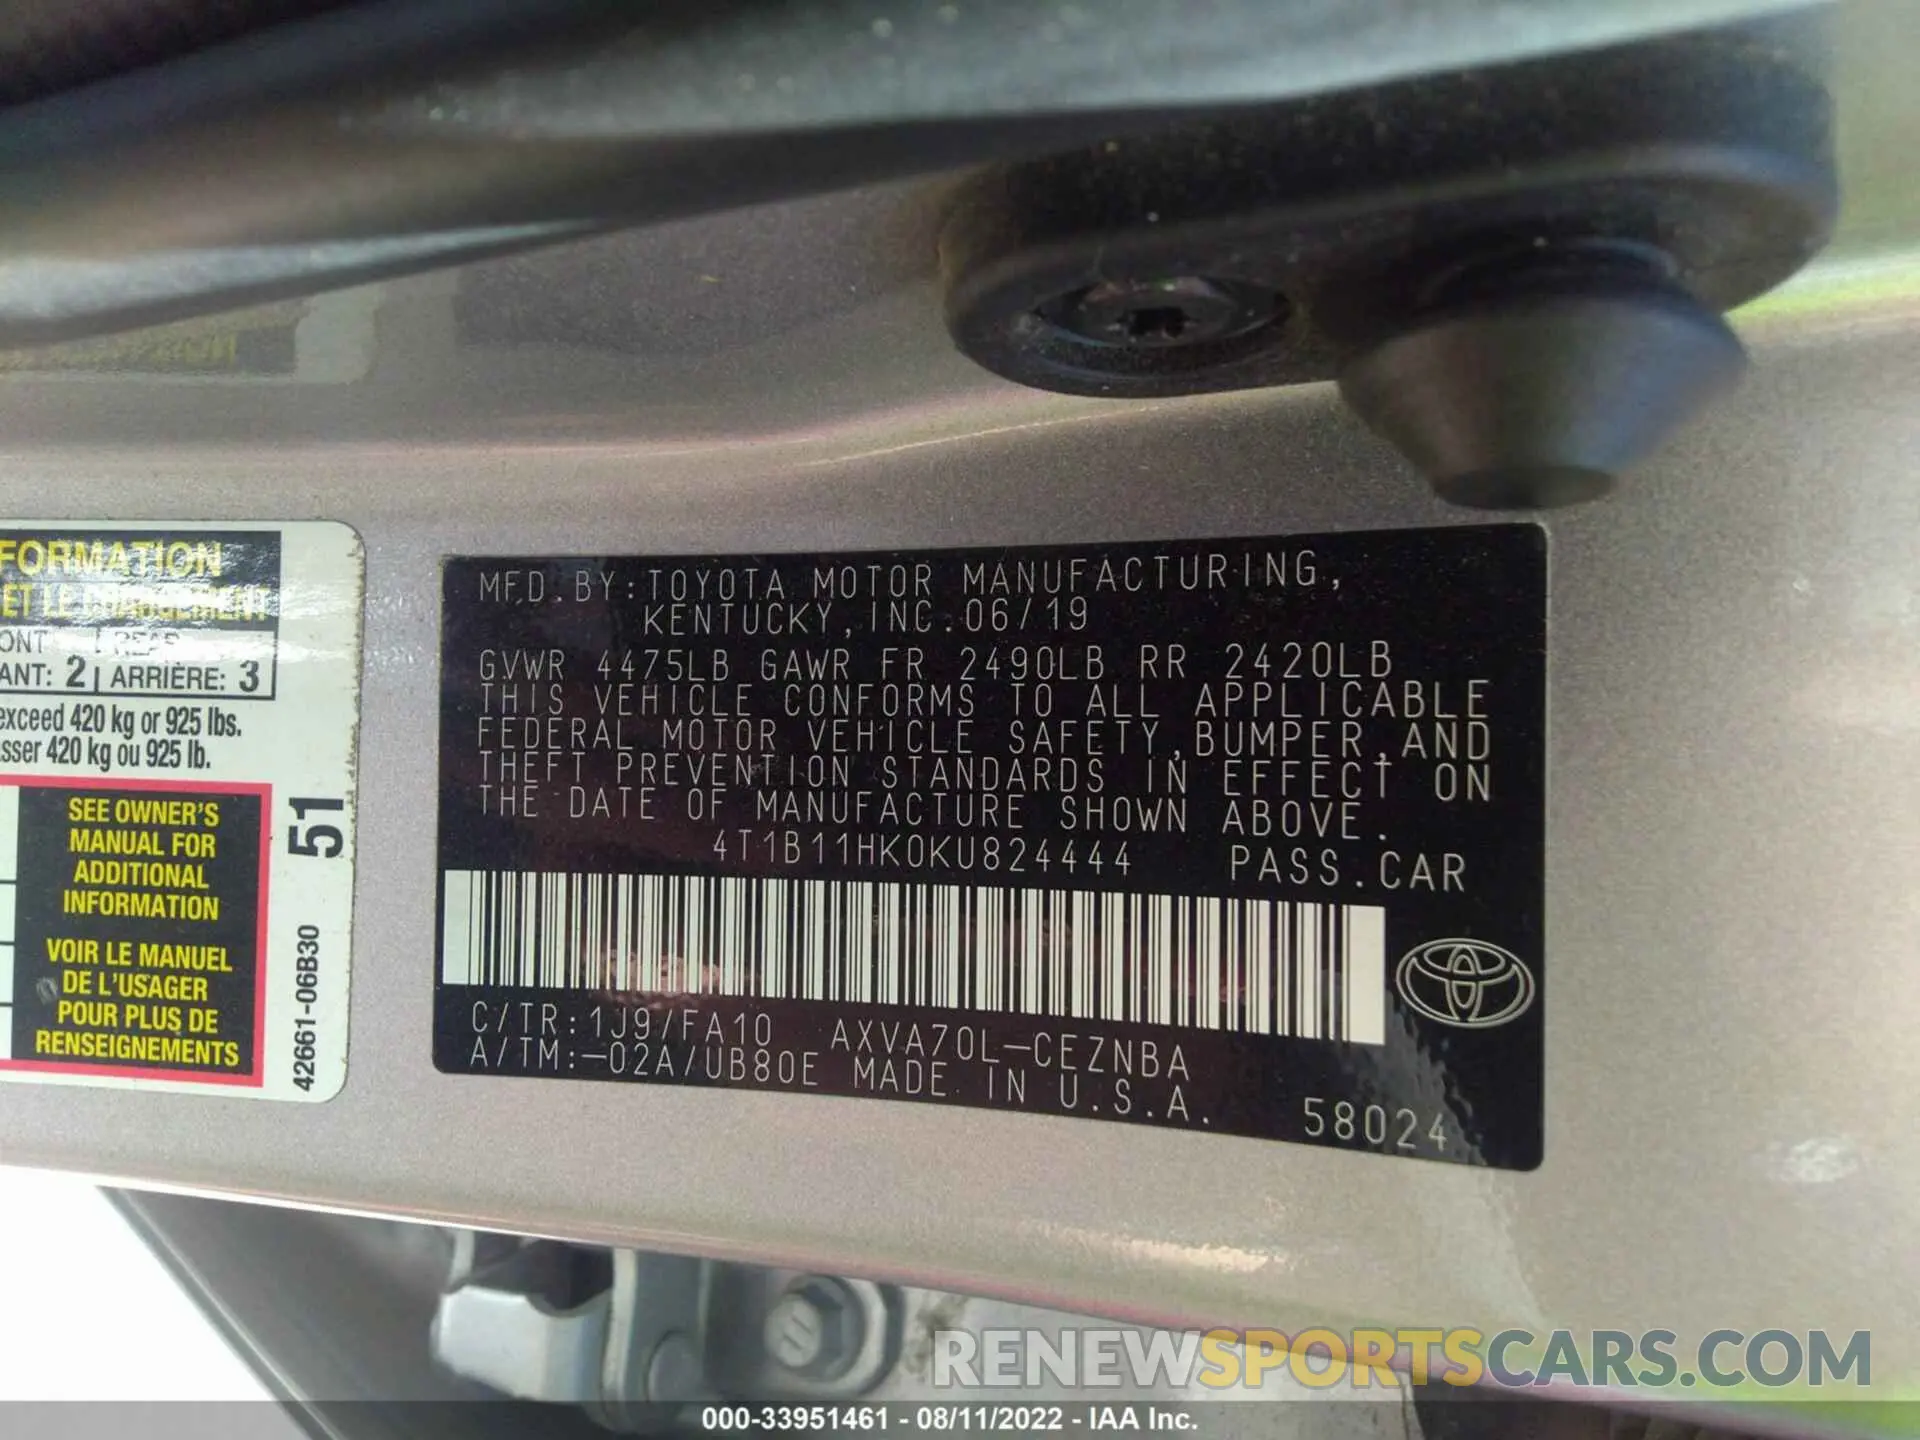 FORMATION
ET LE CHARGEMENT
ONT REAR
ANT: 2 ARRIÈRE: 3
exceed 420 kg or 925 lbs.
sser 420 kg ou 925 lb.
SEE OWNER'S
MANUAL FOR
ADDITIONAL
INFORMATION
VOIR LE MANUEL
DE L'USAGER
POUR PLUS DE
RENSEIGNEMENTS
51
42661-06B30
MFD.BY:TOYOTA MOTOR MANUFACTURING,
KENTUCKY,INC.06/19
GVWR 4475LB GAWR FR 2490LB RR 2420LB
THIS VEHICLE CONFORMS TO ALL APPLICABLE
FEDERAL MOTOR VEHICLE SAFETY,BUMPER,AND
THEFT PREVENTION STANDARDS IN EFFECT ON
THE DATE OF MANUFACTURE SHOWN ABOVE.
4T1B11HK0KU824444 PASS.CAR
C/TR:1J9/FA10 AXVA70L-CEZNBA
A/TM:-02A/UB80E MADE IN U.S.A.
58024
RENEWSPORTSCARS.COM
000-33951461 - 08/11/2022 - IAA Inc.